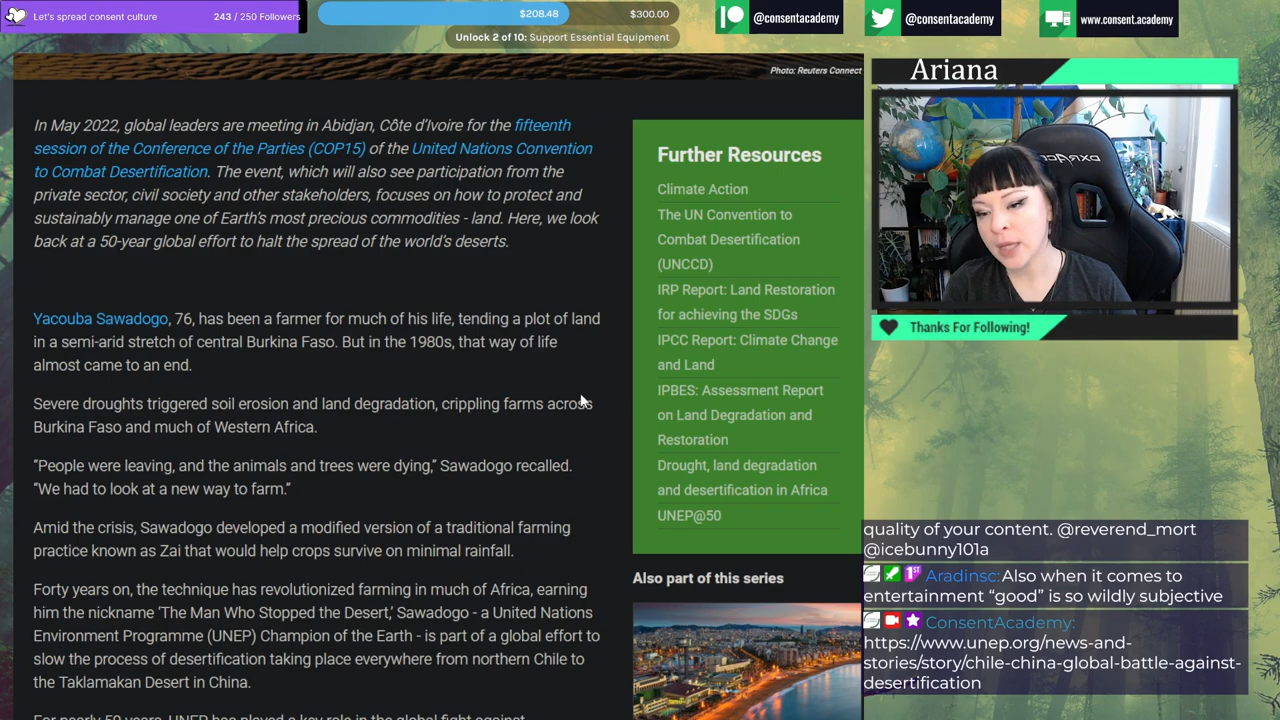 Let's spread consent culture
243 / 250 Followers
$208.48
$300.00
Unlock 2 of 10: Support Essential Equipment
@consentacademy
@consentacademy
www.consent.academy
Photo: Reuters Connect
In May 2022, global leaders are meeting in Abidjan, Côte d'Ivoire for the fifteenth
session of the Conference of the Parties (COP15) of the United Nations Convention
to Combat Desertification. The event, which will also see participation from the
private sector, civil society and other stakeholders, focuses on how to protect and
sustainably manage one of Earth's most precious commodities - land. Here, we look
back at a 50-year global effort to halt the spread of the world's deserts.
Yacouba Sawadogo, 76, has been a farmer for much of his life, tending a plot of land
in a semi-arid stretch of central Burkina Faso. But in the 1980s, that way of life
almost came to an end.
Severe droughts triggered soil erosion and land degradation, crippling farms across
Burkina Faso and much of Western Africa.
“People were leaving, and the animals and trees were dying,” Sawadogo recalled.
“We had to look at a new way to farm.”
Amid the crisis, Sawadogo developed a modified version of a traditional farming
practice known as Zai that would help crops survive on minimal rainfall.
Forty years on, the technique has revolutionized farming in much of Africa, earning
him the nickname ‘The Man Who Stopped the Desert,’ Sawadogo - a United Nations
Environment Programme (UNEP) Champion of the Earth - is part of a global effort to
slow the process of desertification taking place everywhere from northern Chile to
the Taklamakan Desert in China.
For nearly 50 years, UNEP has played a key role in the global fight against
Further Resources
Climate Action
The UN Convention to
Combat Desertification
(UNCCD)
IRP Report: Land Restoration
for achieving the SDGs
IPCC Report: Climate Change
and Land
IPBES: Assessment Report
on Land Degradation and
Restoration
Drought, land degradation
and desertification in Africa
UNEP@50
Also part of this series
Ariana
DXRACER
Thanks For Following!
quality of your content. @reverend_mort
@icebunny101a
1ST
Aradinsc: Also when it comes to
entertainment “good” is so wildly subjective
ConsentAcademy:
https://www.unep.org/news-and-
stories/story/chile-china-global-battle-against-
desertification